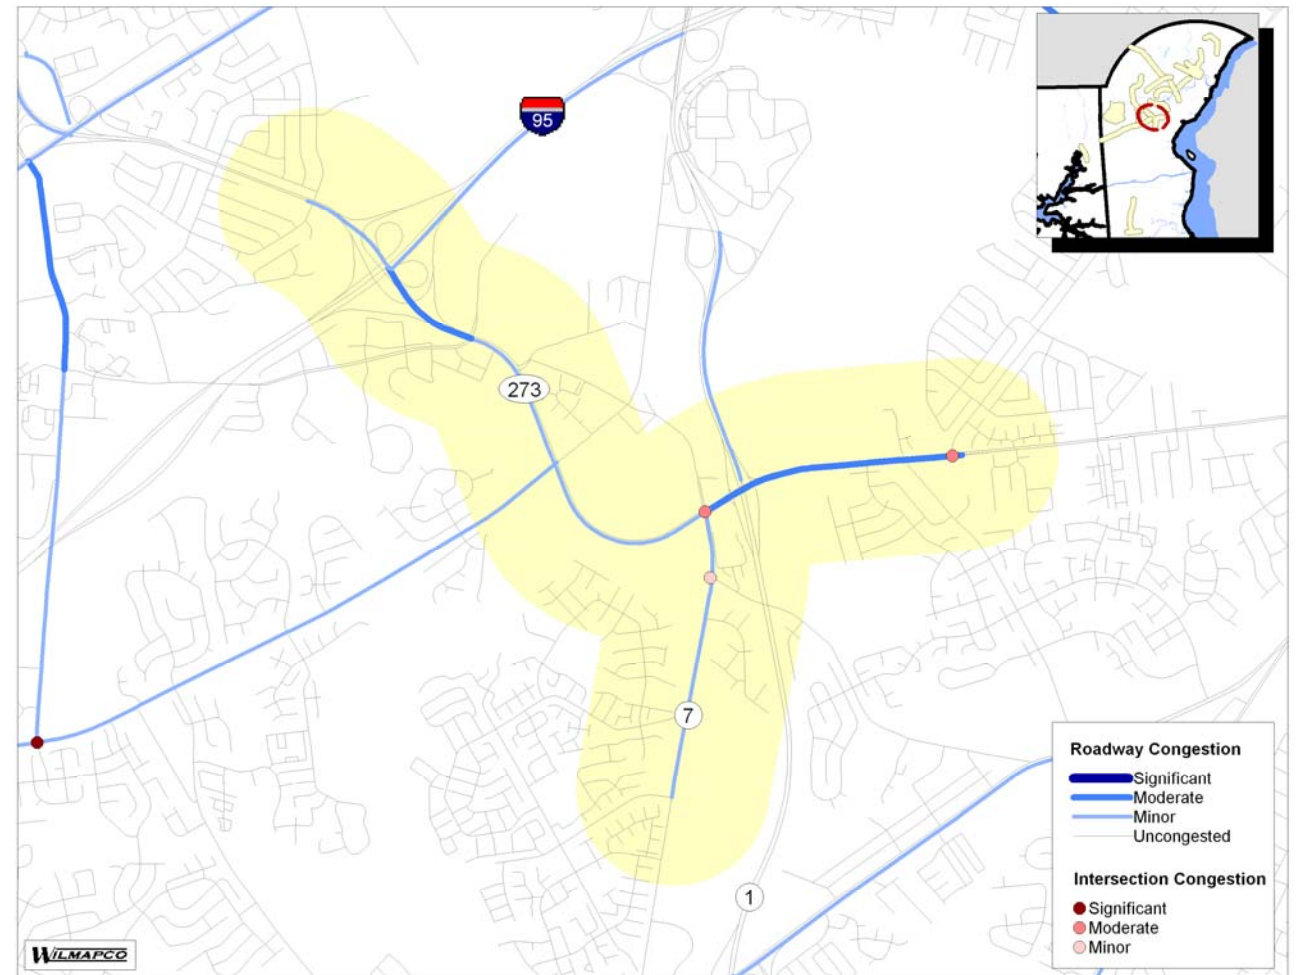 95
273
7
1
Roadway Congestion
Significant
Moderate
Minor
Uncongested
Intersection Congestion
Significant
Moderate
Minor
WILMAPCO